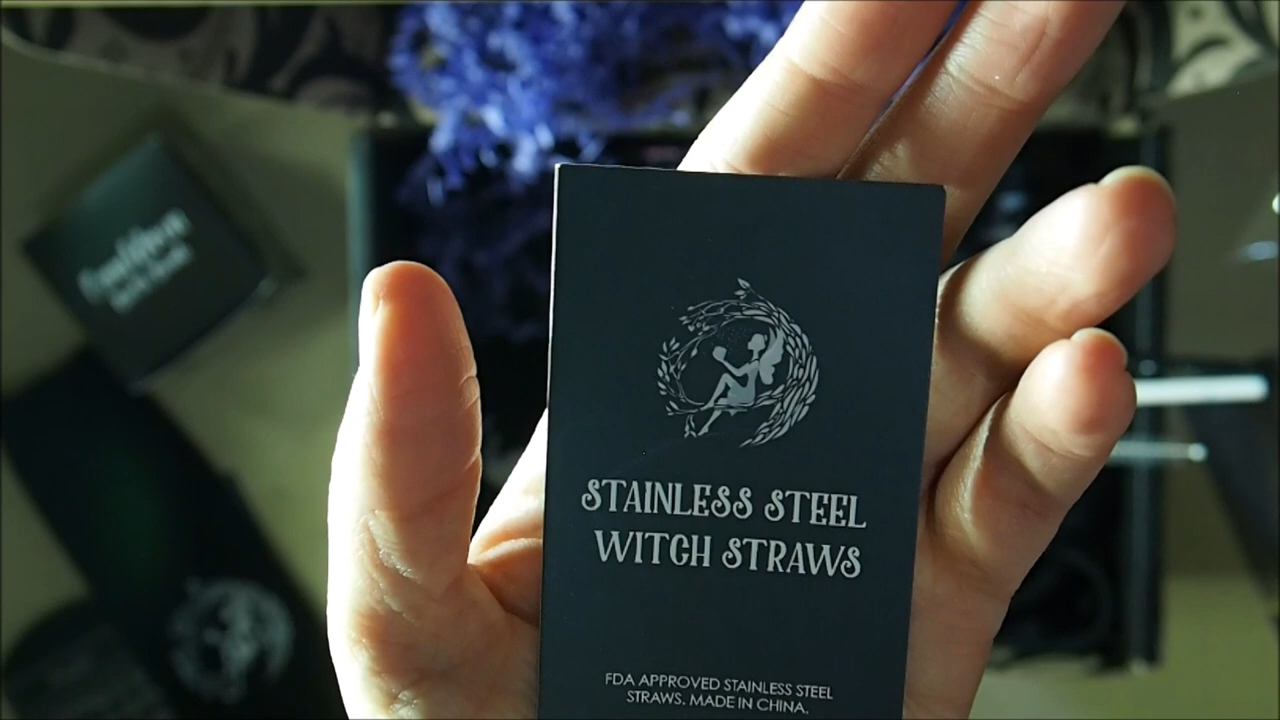 STAINLESS STEEL
WITCH STRAWS
FDA APPROVED STAINLESS STEEL
STRAWS. MADE IN CHINA.